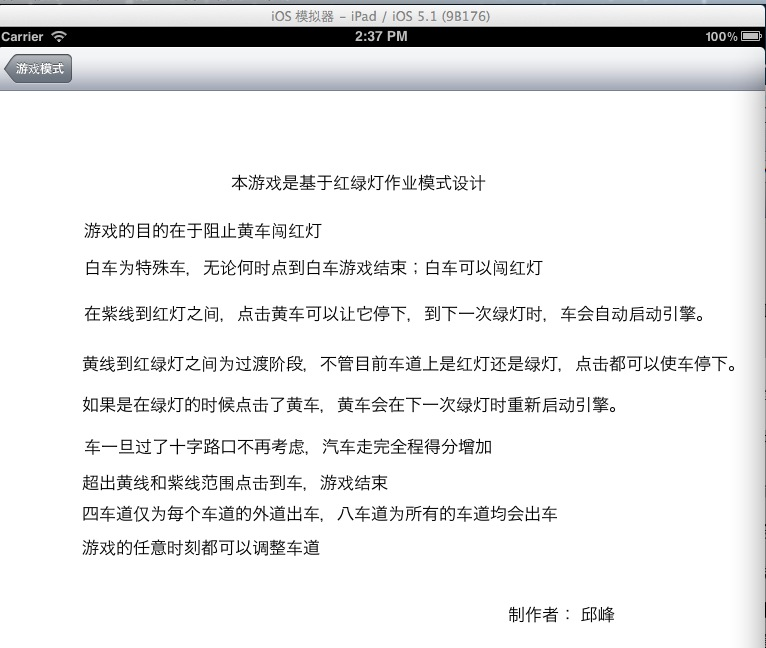 iOS 模拟器 - iPad / iOS 5.1 (9B176)
Carrier 2:37 PM 100%
游戏模式
本游戏是基于红绿灯作业模式设计
游戏的目的在于阻止黄车闯红灯
白车为特殊车，无论何时点到白车游戏结束；白车可以闯红灯
在紫线到红灯之间，点击黄车可以让它停下，到下一次绿灯时，车会自动启动引擎。
黄线到红绿灯之间为过渡阶段，不管目前车道上是红灯还是绿灯，点击都可以使车停下。
如果是在绿灯的时候点击了黄车，黄车会在下一次绿灯时重新启动引擎。
车一旦过了十字路口不再考虑，汽车走完全程得分增加
超出黄线和紫线范围点击到车，游戏结束
四车道仅为每个车道的外道出车，八车道为所有的车道均会出车
游戏的任意时刻都可以调整车道
制作者： 邱峰